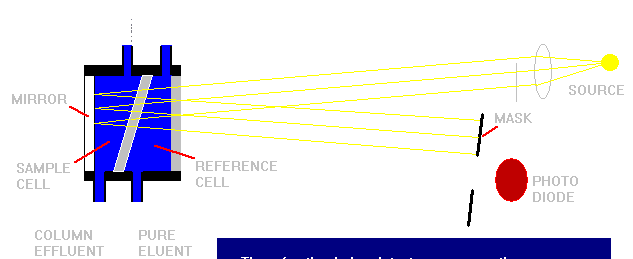 SOURCE
MIRROR
MASK
SAMPLE
CELL
REFERENCE
CELL
PHOTO
DIODE
COLUMN
EFFLUENT
PURE
ELUENT